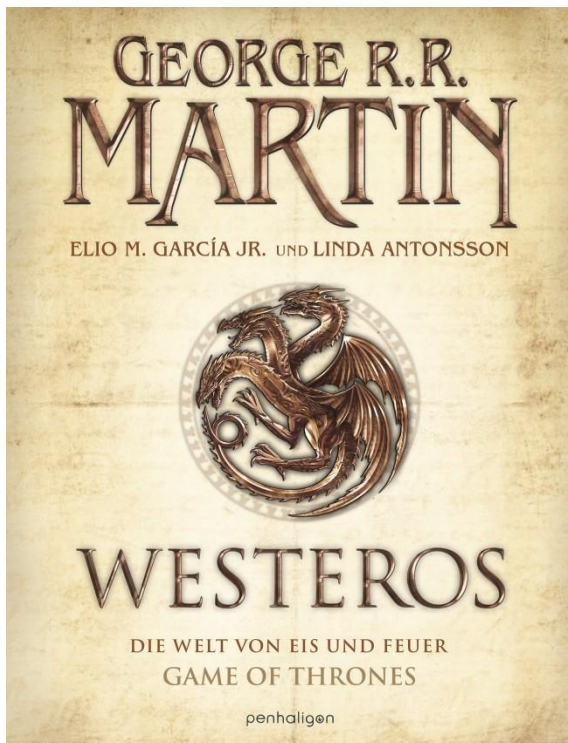 GEORGE R.R.
MARTIN
ELIO M. GARCÍA JR. UND LINDA ANTONSSON
WESTEROS
DIE WELT VON EIS UND FEUER
GAME OF THRONES
penhaligon